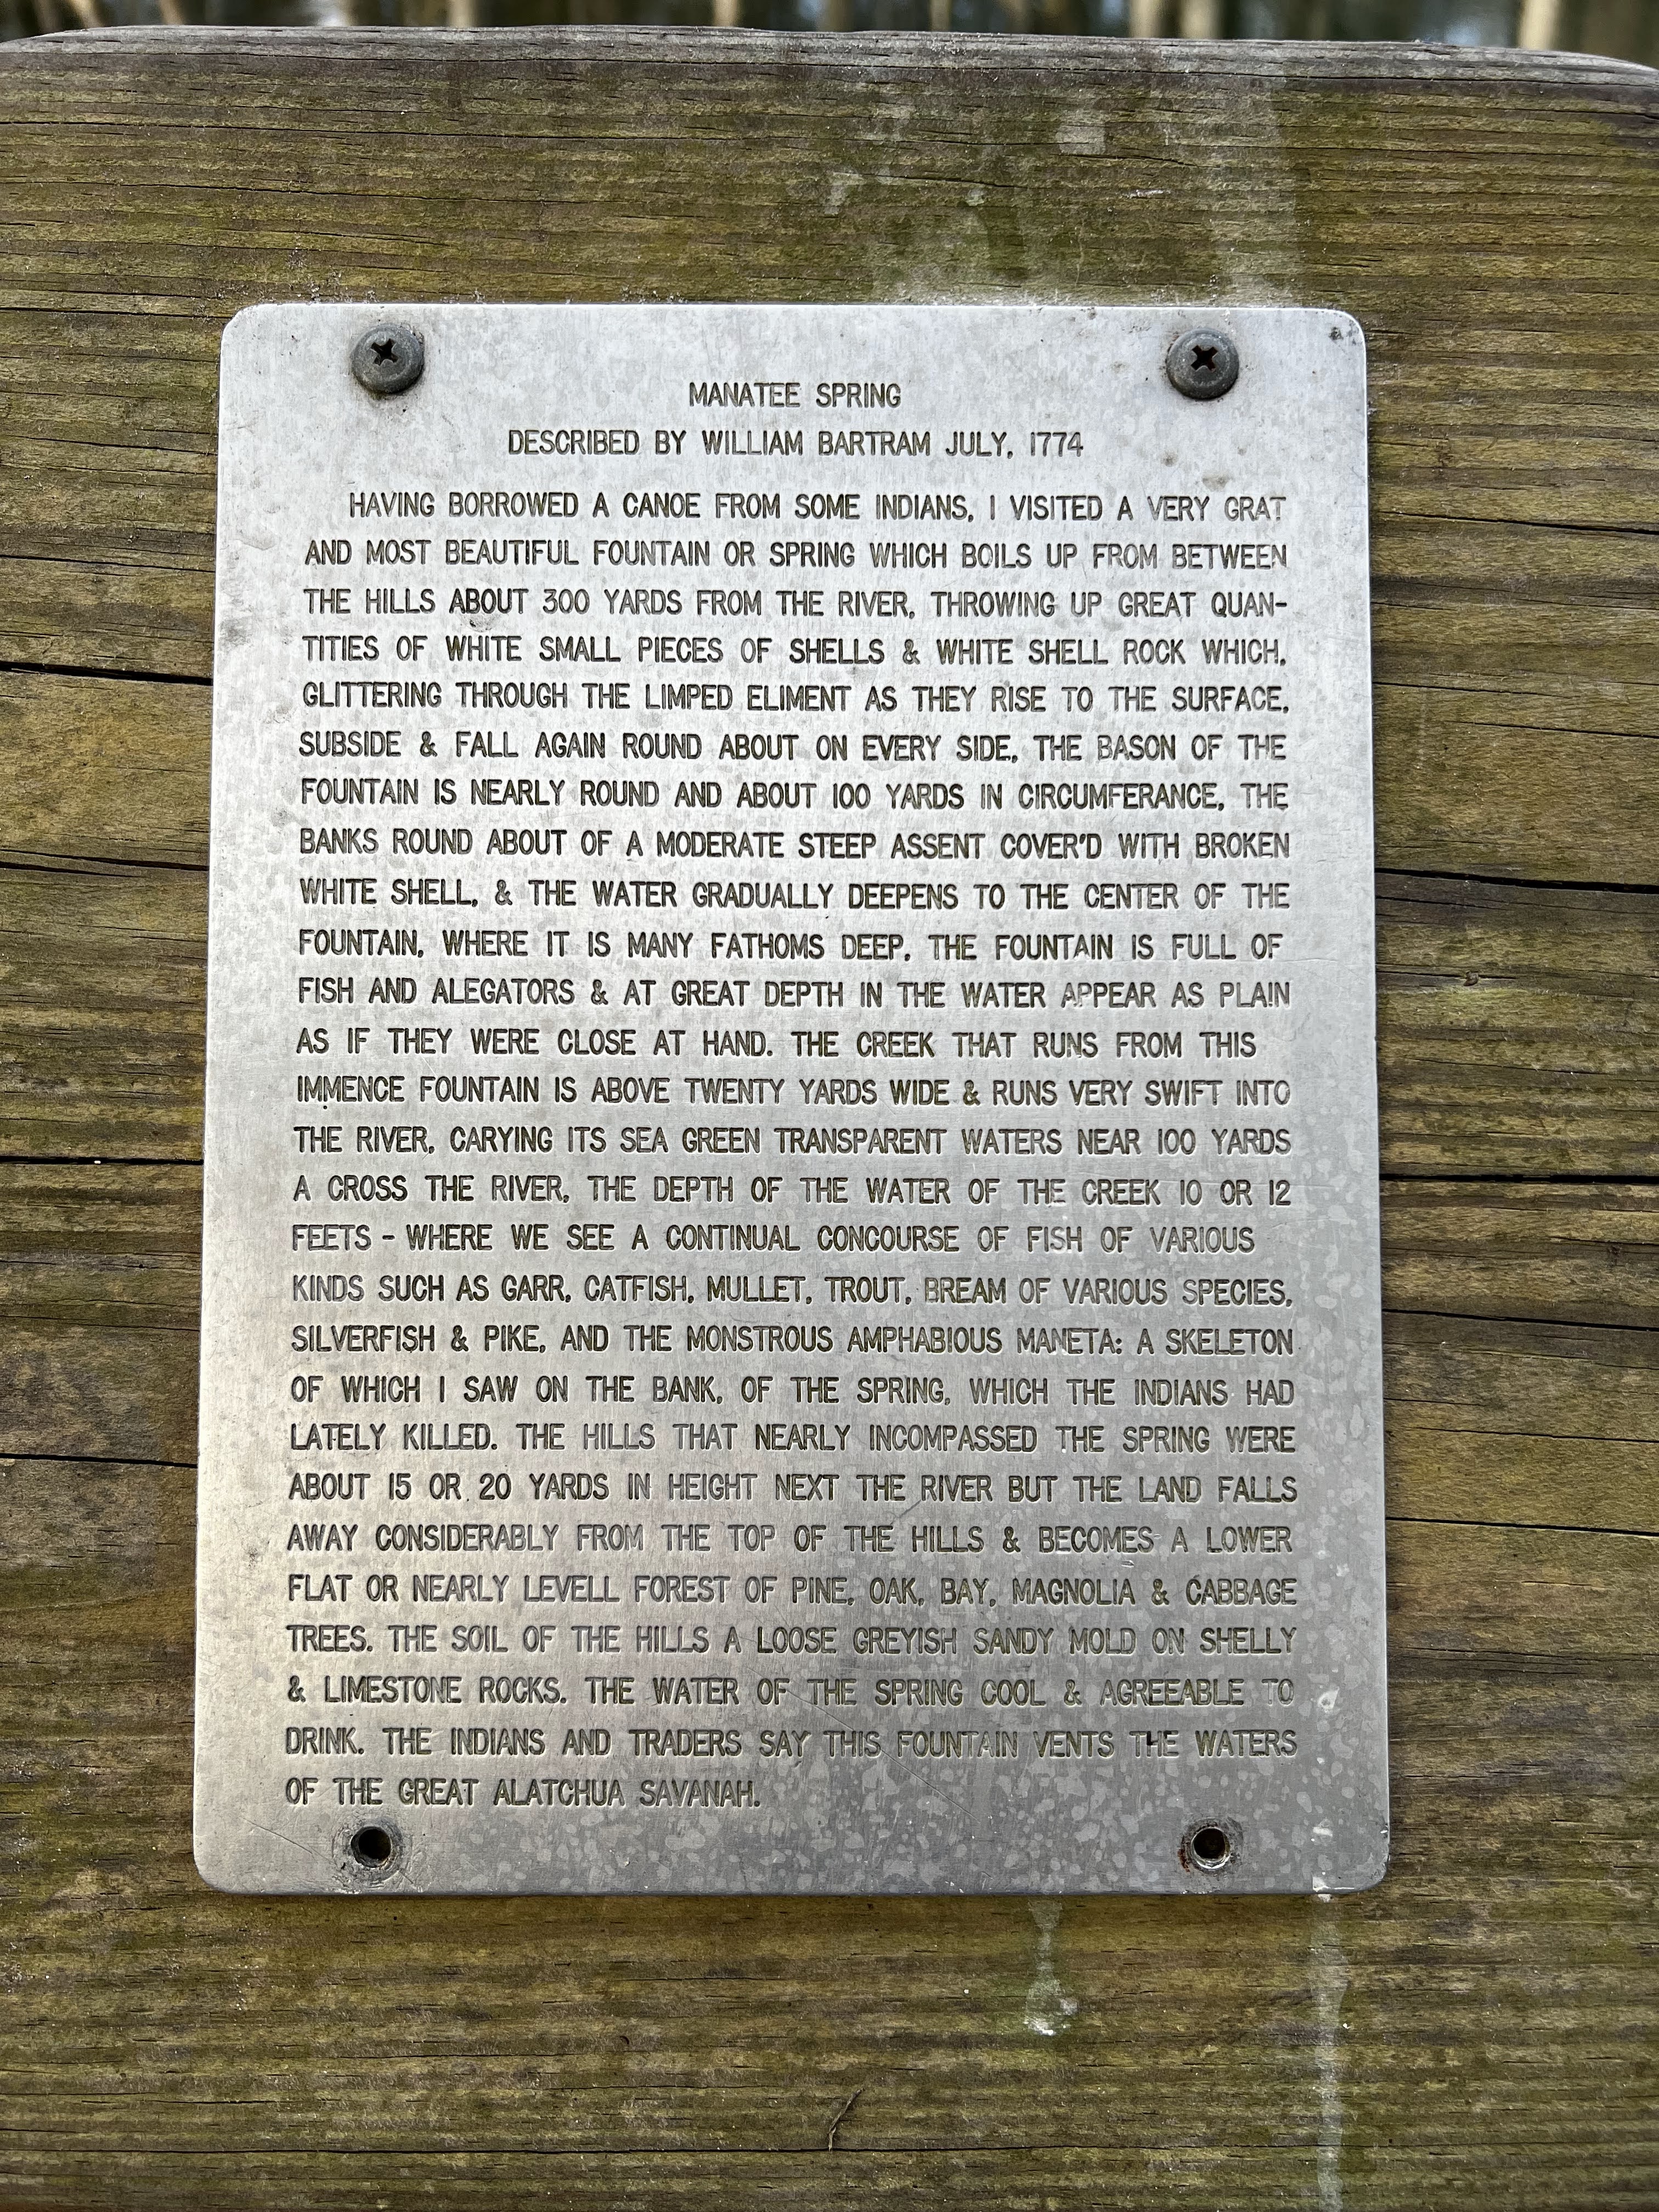 MANATEE SPRING
DESCRIBED BY WILLIAM BARTRAM JULY, 1774
HAVING BORROWED A CANOE FROM SOME INDIANS, I VISITED A VERY GRAT
AND MOST BEAUTIFUL FOUNTAIN OR SPRING WHICH BOILS UP FROM BETWEEN
THE HILLS ABOUT 300 YARDS FROM THE RIVER, THROWING UP GREAT QUAN-
TITIES OF WHITE SMALL PIECES OF SHELLS & WHITE SHELL ROCK WHICH,
GLITTERING THROUGH THE LIMPED ELIMENT AS THEY RISE TO THE SURFACE,
SUBSIDE & FALL AGAIN ROUND ABOUT ON EVERY SIDE, THE BASON OF THE
FOUNTAIN IS NEARLY ROUND AND ABOUT 100 YARDS IN CIRCUMFERANCE, THE
BANKS ROUND ABOUT OF A MODERATE STEEP ASSENT COVER'D WITH BROKEN
WHITE SHELL, & THE WATER GRADUALLY DEEPENS TO THE CENTER OF THE
FOUNTAIN, WHERE IT IS MANY FATHOMS DEEP, THE FOUNTAIN IS FULL OF
FISH AND ALEGATORS & AT GREAT DEPTH IN THE WATER APPEAR AS PLAIN
AS IF THEY WERE CLOSE AT HAND. THE CREEK THAT RUNS FROM THIS
IMMENCE FOUNTAIN IS ABOVE TWENTY YARDS WIDE & RUNS VERY SWIFT INTO
THE RIVER, CARYING ITS SEA GREEN TRANSPARENT WATERS NEAR 100 YARDS
A CROSS THE RIVER, THE DEPTH OF THE WATER OF THE CREEK 10 OR 12
FEETS - WHERE WE SEE A CONTINUAL CONCOURSE OF FISH OF VARIOUS
KINDS SUCH AS GARR, CATFISH, MULLET, TROUT, BREAM OF VARIOUS SPECIES,
SILVERFISH & PIKE, AND THE MONSTROUS AMPHABIOUS MANETA: A SKELETON
OF WHICH I SAW ON THE BANK, OF THE SPRING, WHICH THE INDIANS HAD
LATELY KILLED. THE HILLS THAT NEARLY INCOMPASSED THE SPRING WERE
ABOUT 15 OR 20 YARDS IN HEIGHT NEXT THE RIVER BUT THE LAND FALLS
AWAY CONSIDERABLY FROM THE TOP OF THE HILLS & BECOMES A LOWER
FLAT OR NEARLY LEVELL FOREST OF PINE, OAK, BAY, MAGNOLIA & CABBAGE
TREES. THE SOIL OF THE HILLS A LOOSE GREYISH SANDY MOLD ON SHELLY
& LIMESTONE ROCKS. THE WATER OF THE SPRING COOL & AGREEABLE TO
DRINK. THE INDIANS AND TRADERS SAY THIS FOUNTAIN VENTS THE WATERS
OF THE GREAT ALATCHUA SAVANAH.